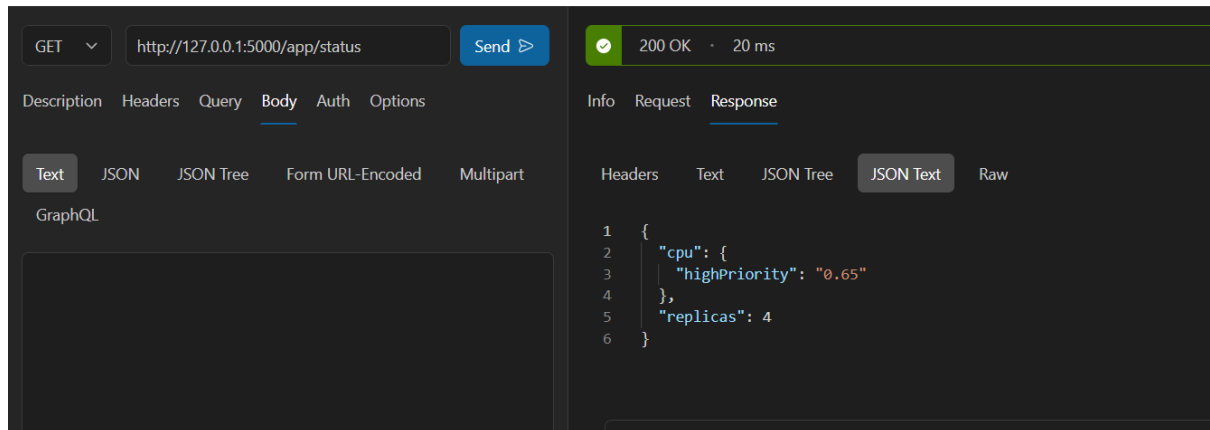 GET http://127.0.0.1:5000/app/status Send
Description Headers Query Body Auth Options
Text JSON JSON Tree Form URL-Encoded Multipart
GraphQL
200 OK · 20 ms
Info Request Response
Headers Text JSON Tree JSON Text Raw
1 {
2 "cpu": {
3 "highPriority": "0.65"
4 },
5 "replicas": 4
6 }